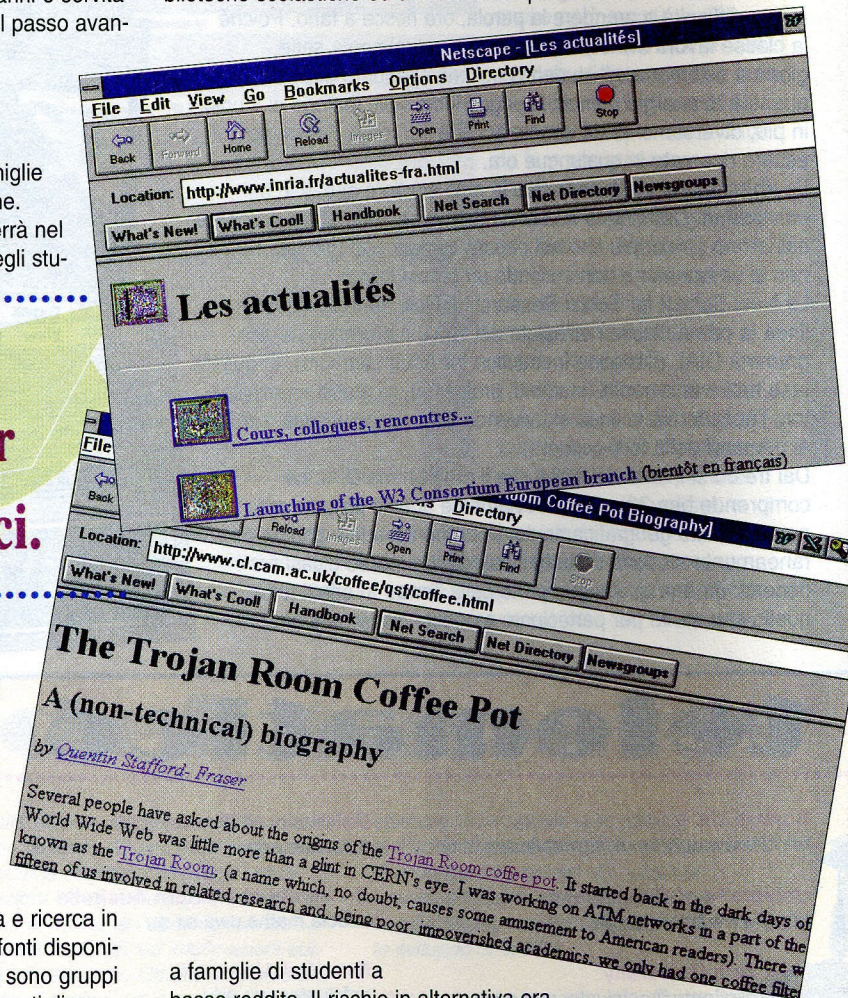 anni e servita
l passo avan-
Netscape - [Les actualités]
File Edit View Go Bookmarks Options Directory
Back Forward Home Reload Images Open Print Find Stop
Location: http://www.inria.fr/actualites-fra.html
What's New! What's Cool! Handbook Net Search Net Directory Newsgroups
Les actualités
Cours, colloques, rencontres...
Launching of the W3 Consortium European branch (bientôt en français)
miglie
ne.
errà nel
egli stu-
r
ci.
Room Coffee Pot Biography]
File Directory
Back Reload Images Open Print Find Stop
Location: http://www.cl.cam.ac.uk/coffee/qsf/coffee.html
What's New! What's Cool! Handbook Net Search Net Directory Newsgroups
The Trojan Room Coffee Pot
A (non-technical) biography
by Quentin Stafford-Fraser
Several people have asked about the origins of the Trojan Room coffee pot. It started back in the dark days of
World Wide Web was little more than a glint in CERN's eye. I was working on ATM networks in a part of the
known as the Trojan Room, (a name which, no doubt, causes some amusement to American readers). There w
fifteen of us involved in related research and, being poor, impoverished academics, we only had one coffee filter
a e ricerca in
fonti disponi-
sono gruppi
a famiglie di studenti a
basso reddito. Il rischio in alternativa era